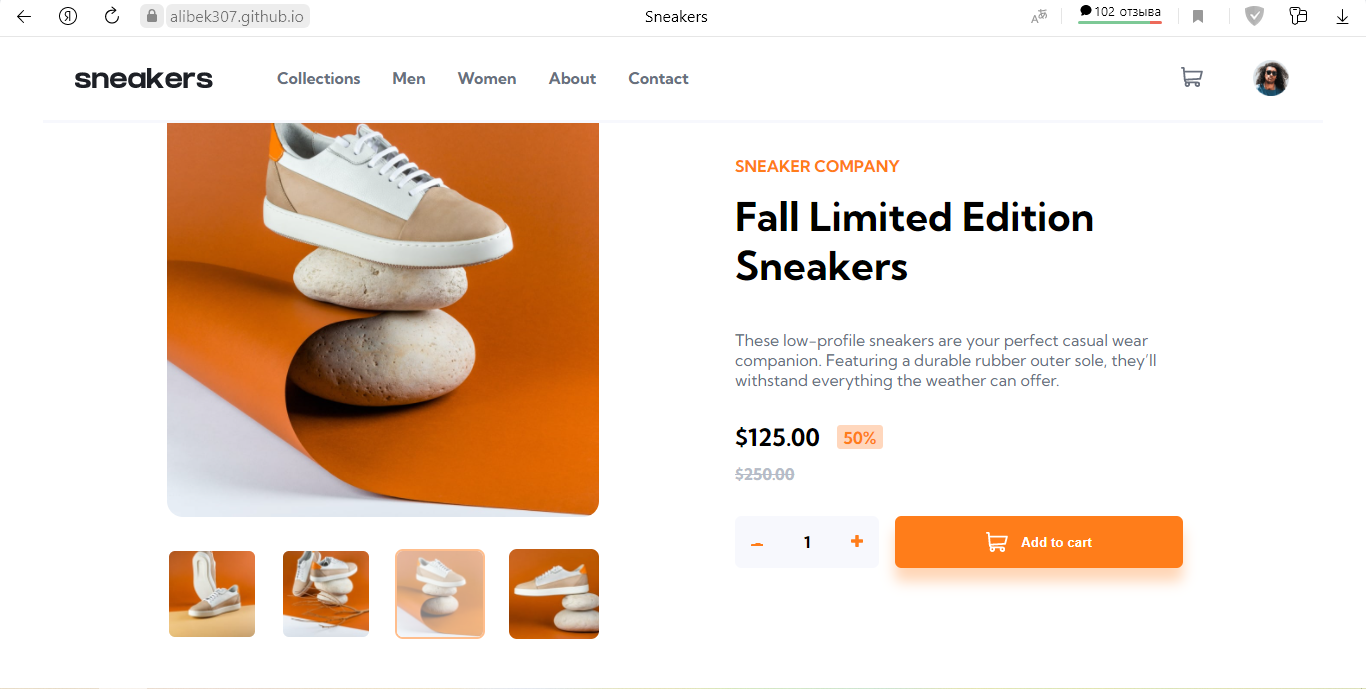 Я
alibek307.github.io
Sneakers
102 отзыва
sneakers
Collections
Men
Women
About
Contact
SNEAKER COMPANY
Fall Limited Edition
Sneakers
These low-profile sneakers are your perfect casual wear
companion. Featuring a durable rubber outer sole, they’ll
withstand everything the weather can offer.
$125.00 50%
$250.00
– 1 +
Add to cart